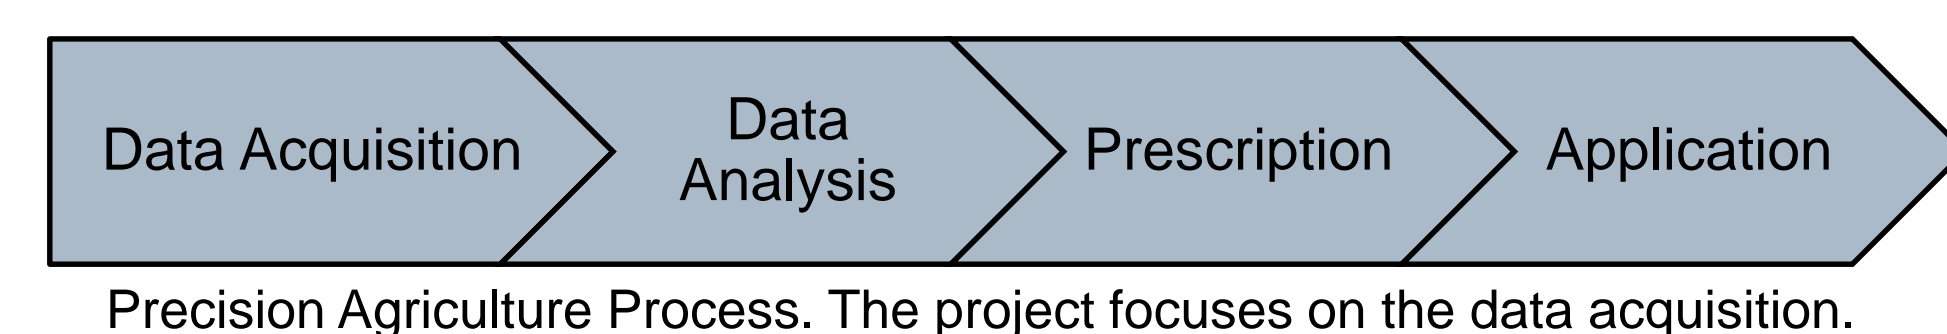 Data Acquisition
Data
Analysis
Prescription
Application
Precision Agriculture Process. The project focuses on the data acquisition.